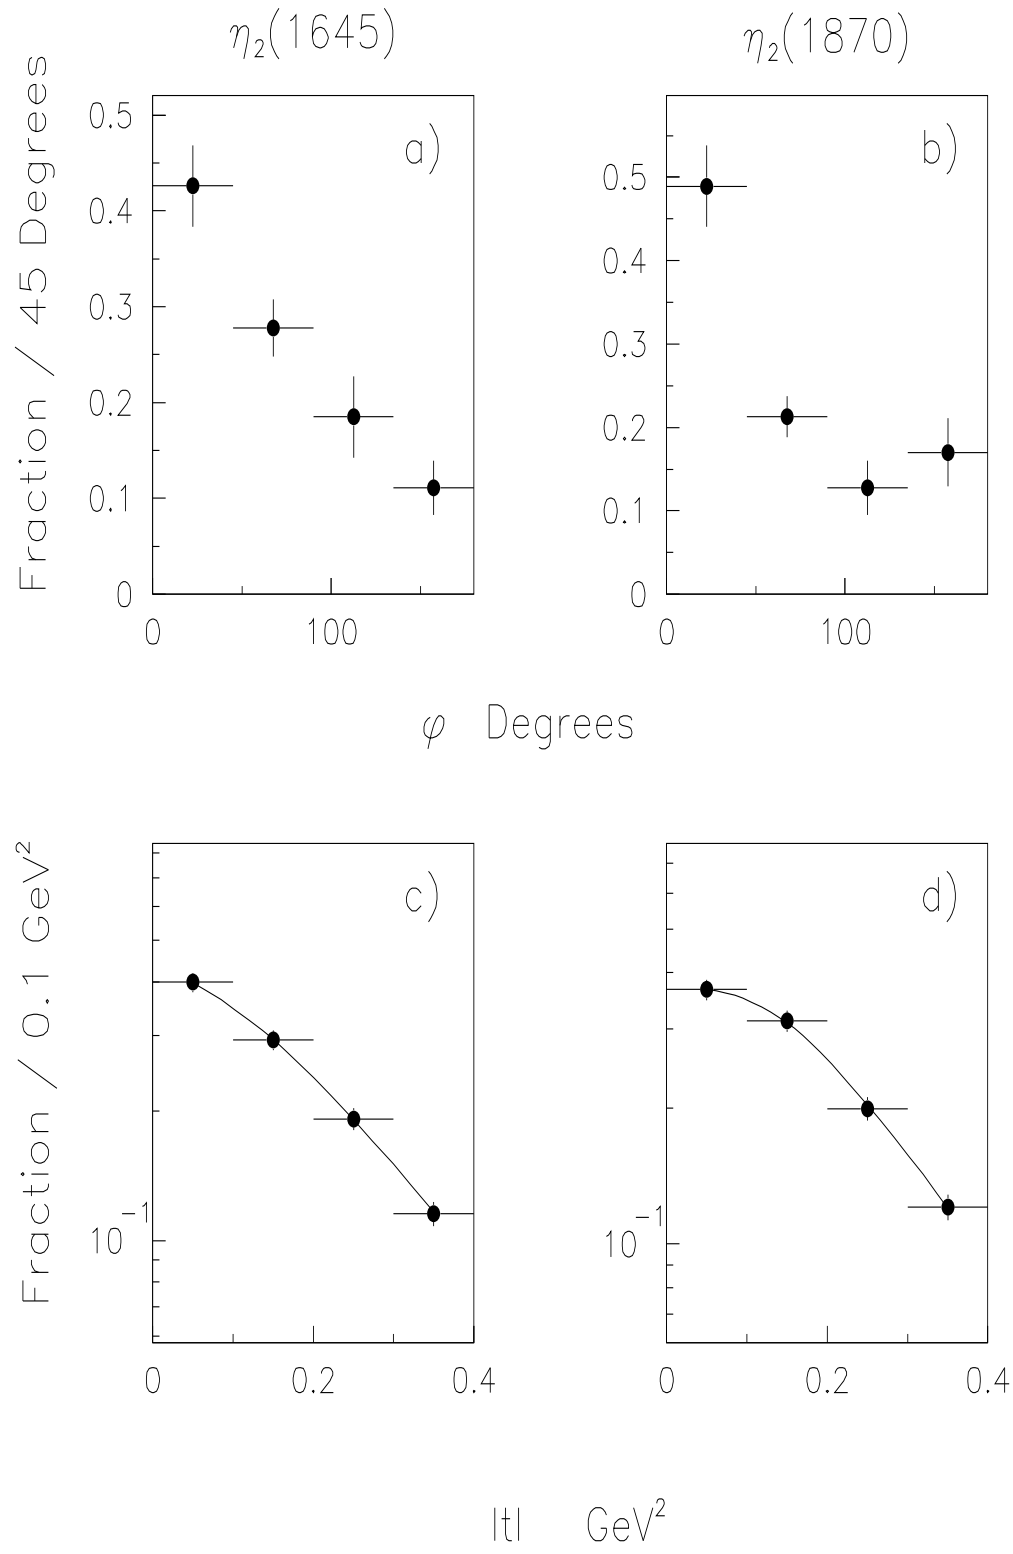 η₂(1645) η₂(1870)
Fraction / 45 Degrees
a)
0.5
0.4
0.3
0.2
0.1
0
0 100
b)
0.5
0.4
0.3
0.2
0.1
0
0 100
φ Degrees
Fraction / 0.1 GeV²
c)
10⁻¹
0 0.2 0.4
d)
10⁻¹
0 0.2 0.4
|t| GeV²